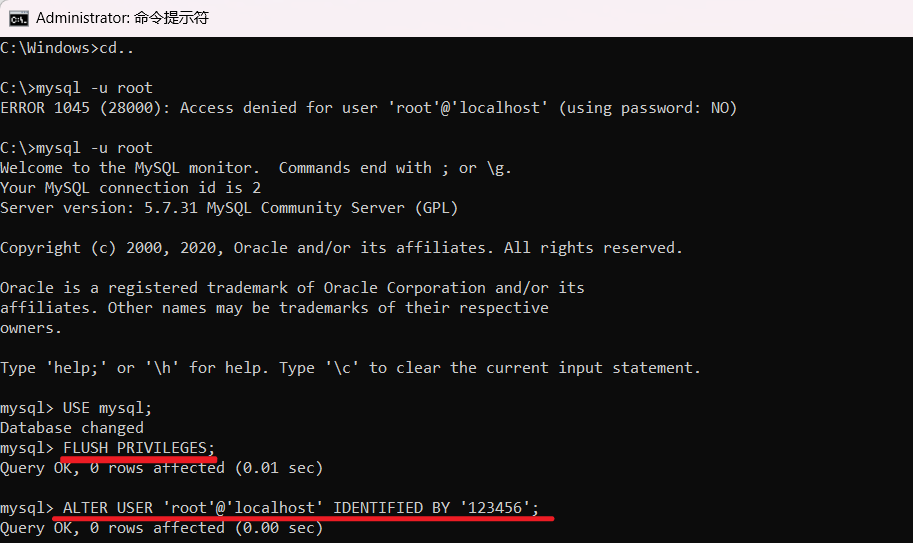 Administrator: 命令提示符
C:\Windows>cd..
C:\>mysql -u root
ERROR 1045 (28000): Access denied for user 'root'@'localhost' (using password: NO)
C:\>mysql -u root
Welcome to the MySQL monitor.  Commands end with ; or \g.
Your MySQL connection id is 2
Server version: 5.7.31 MySQL Community Server (GPL)
Copyright (c) 2000, 2020, Oracle and/or its affiliates. All rights reserved.
Oracle is a registered trademark of Oracle Corporation and/or its
affiliates. Other names may be trademarks of their respective
owners.
Type 'help;' or '\h' for help. Type '\c' to clear the current input statement.
mysql> USE mysql;
Database changed
mysql> FLUSH PRIVILEGES;
Query OK, 0 rows affected (0.01 sec)
mysql> ALTER USER 'root'@'localhost' IDENTIFIED BY '123456';
Query OK, 0 rows affected (0.00 sec)